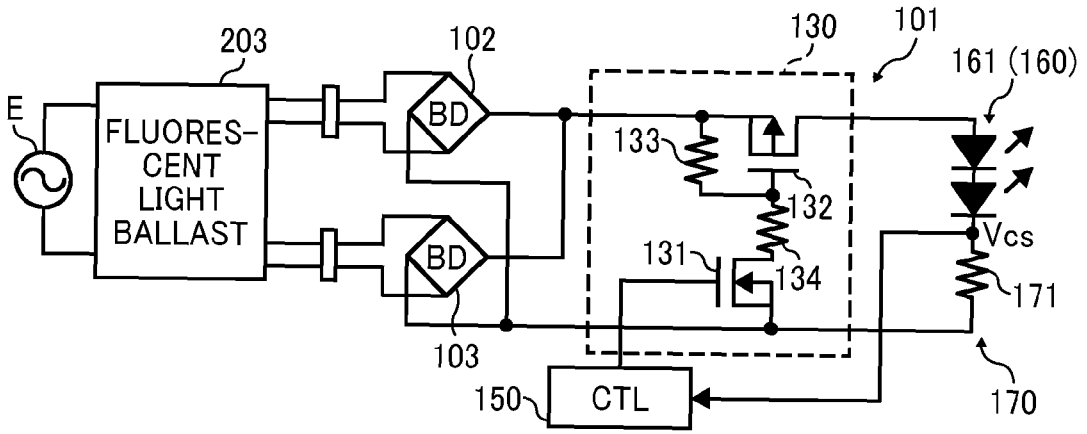 130
101
203
102
161 (160)
E
BD
FLUORES-
CENT
LIGHT
BALLAST
133
132
Vcs
BD
131
134
171
103
150
CTL
170